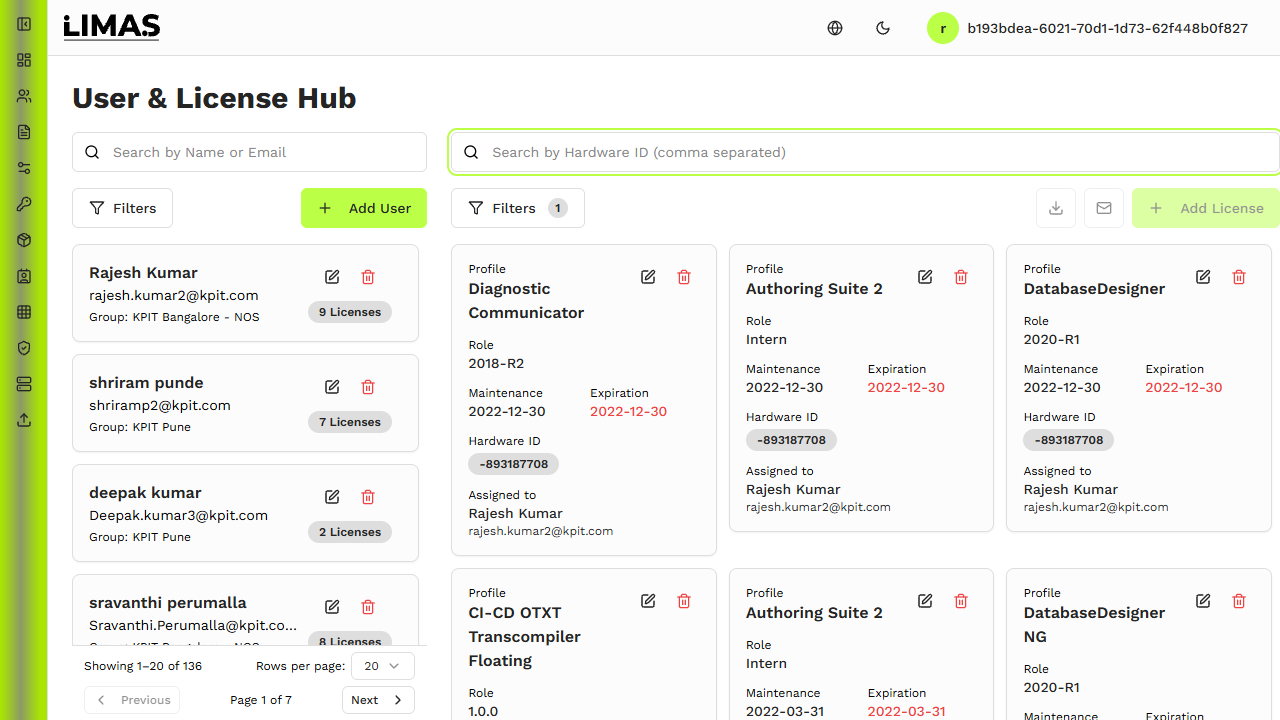 LIMAS
r
b193bdea-6021-70d1-1d73-62f448b0f827
User & License Hub
Search by Name or Email
Search by Hardware ID (comma separated)
Filters
Add User
Filters 1
Add License
Rajesh Kumar
rajesh.kumar2@kpit.com
Group: KPIT Bangalore - NOS
9 Licenses
shriram punde
shriramp2@kpit.com
Group: KPIT Pune
7 Licenses
deepak kumar
Deepak.kumar3@kpit.com
Group: KPIT Pune
2 Licenses
sravanthi perumalla
Sravanthi.Perumalla@kpit.co...
Group: KPIT Bangalore - NOS
8 Licenses
Showing 1–20 of 136
Rows per page: 20
Previous
Page 1 of 7
Next
Profile
Diagnostic
Communicator
Role
2018-R2
Maintenance Expiration
2022-12-30 2022-12-30
Hardware ID
-893187708
Assigned to
Rajesh Kumar
rajesh.kumar2@kpit.com
Profile
Authoring Suite 2
Role
Intern
Maintenance Expiration
2022-12-30 2022-12-30
Hardware ID
-893187708
Assigned to
Rajesh Kumar
rajesh.kumar2@kpit.com
Profile
DatabaseDesigner
Role
2020-R1
Maintenance Expiration
2022-12-30 2022-12-30
Hardware ID
-893187708
Assigned to
Rajesh Kumar
rajesh.kumar2@kpit.com
Profile
CI-CD OTXT
Transcompiler
Floating
Role
1.0.0
Profile
Authoring Suite 2
Role
Intern
Maintenance Expiration
2022-03-31 2022-03-31
Profile
DatabaseDesigner
NG
Role
2020-R1
Maintenance Expiration